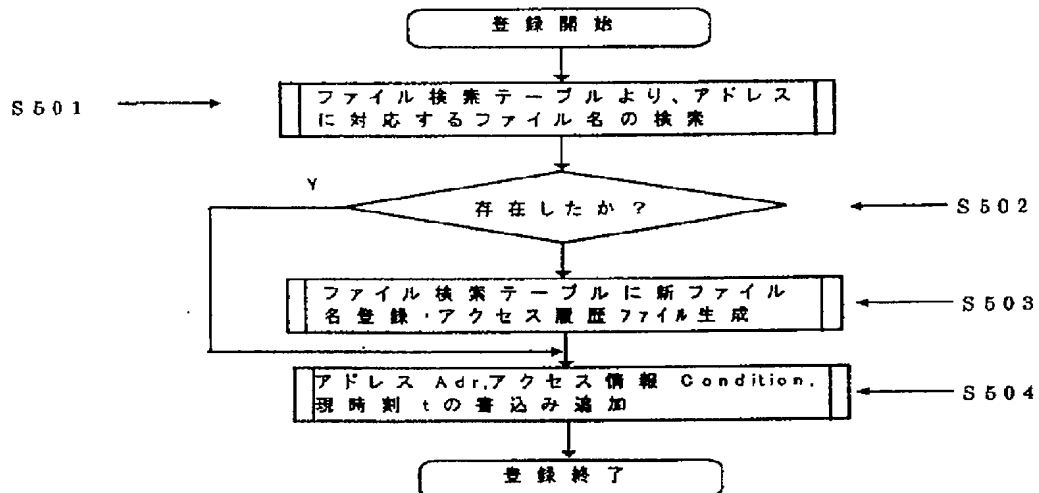 登録開始
S501
ファイル検索テーブルより、アドレス
に対応するファイル名の検索
Y
存在したか？
S502
ファイル検索テーブルに新ファイル
名登録・アクセス履歴ファイル生成
S503
アドレス Adr,アクセス情報 Condition,
現時刻 tの書込み追加
S504
登録終了